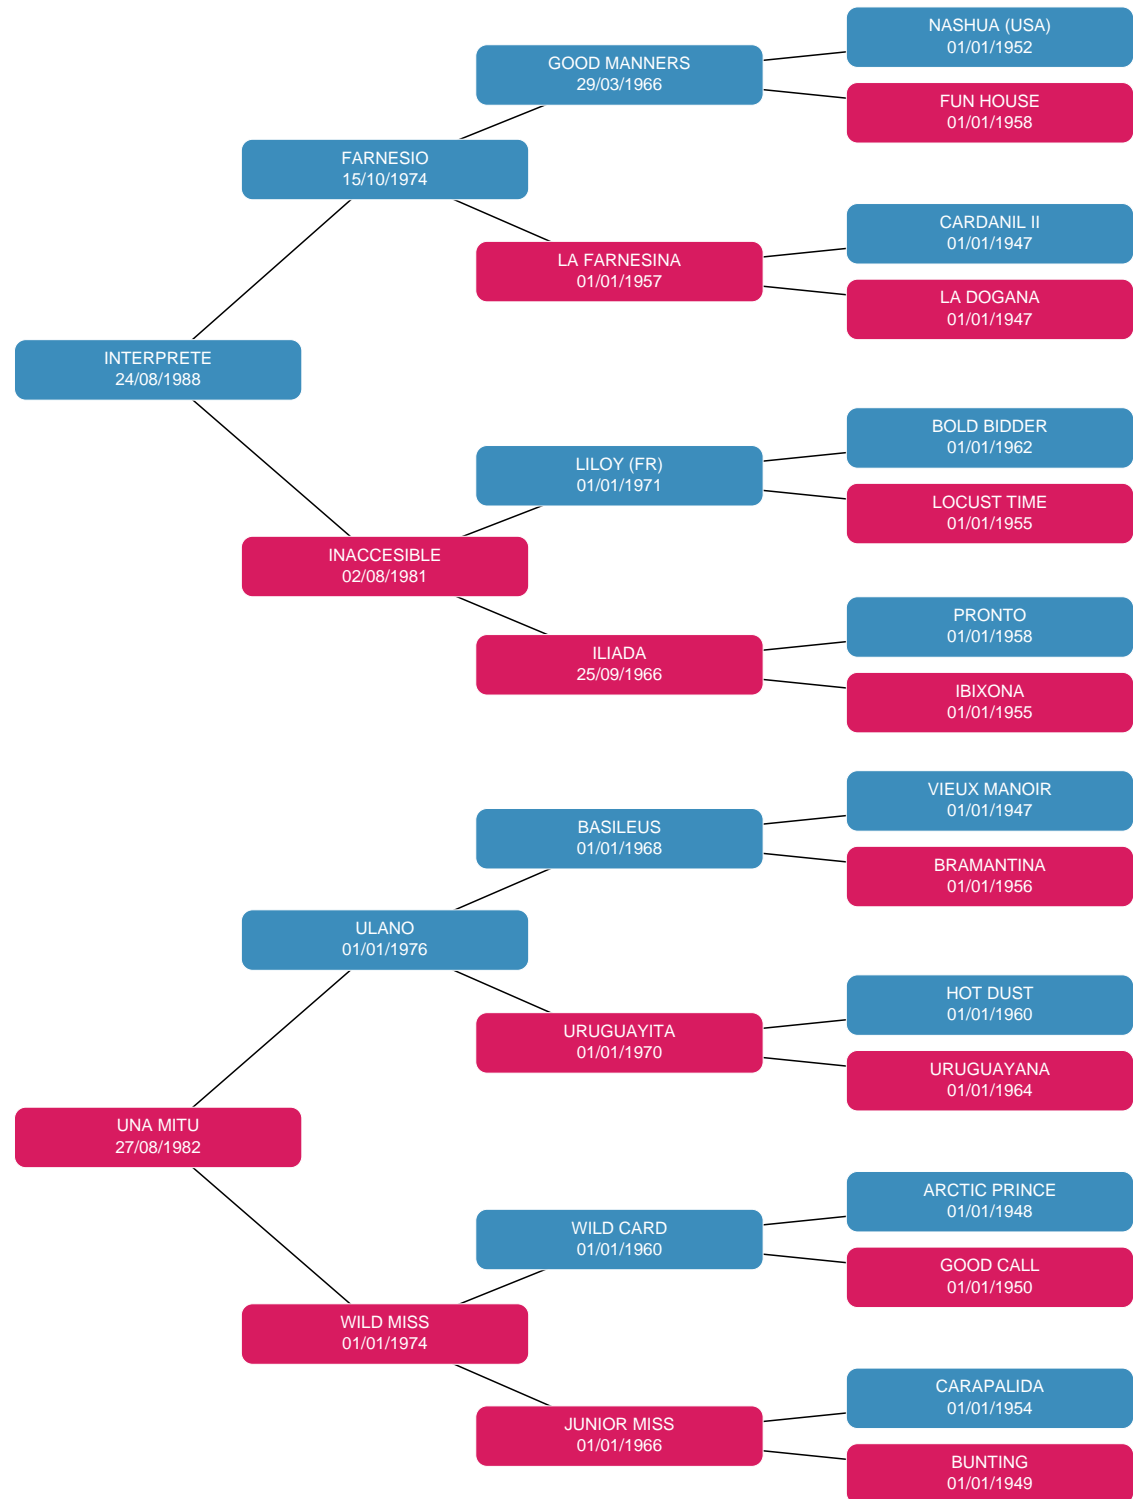 NASHUA (USA)
01/01/1952
GOOD MANNERS
29/03/1966
FUN HOUSE
01/01/1958
FARNESIO
15/10/1974
CARDANIL II
01/01/1947
LA FARNESINA
01/01/1957
LA DOGANA
01/01/1947
INTERPRETE
24/08/1988
BOLD BIDDER
01/01/1962
LILOY (FR)
01/01/1971
LOCUST TIME
01/01/1955
INACCESIBLE
02/08/1981
PRONTO
01/01/1958
ILIADA
25/09/1966
IBIXONA
01/01/1955
VIEUX MANOIR
01/01/1947
BASILEUS
01/01/1968
BRAMANTINA
01/01/1956
ULANO
01/01/1976
HOT DUST
01/01/1960
URUGUAYITA
01/01/1970
URUGUAYANA
01/01/1964
UNA MITU
27/08/1982
ARCTIC PRINCE
01/01/1948
WILD CARD
01/01/1960
GOOD CALL
01/01/1950
WILD MISS
01/01/1974
CARAPALIDA
01/01/1954
JUNIOR MISS
01/01/1966
BUNTING
01/01/1949